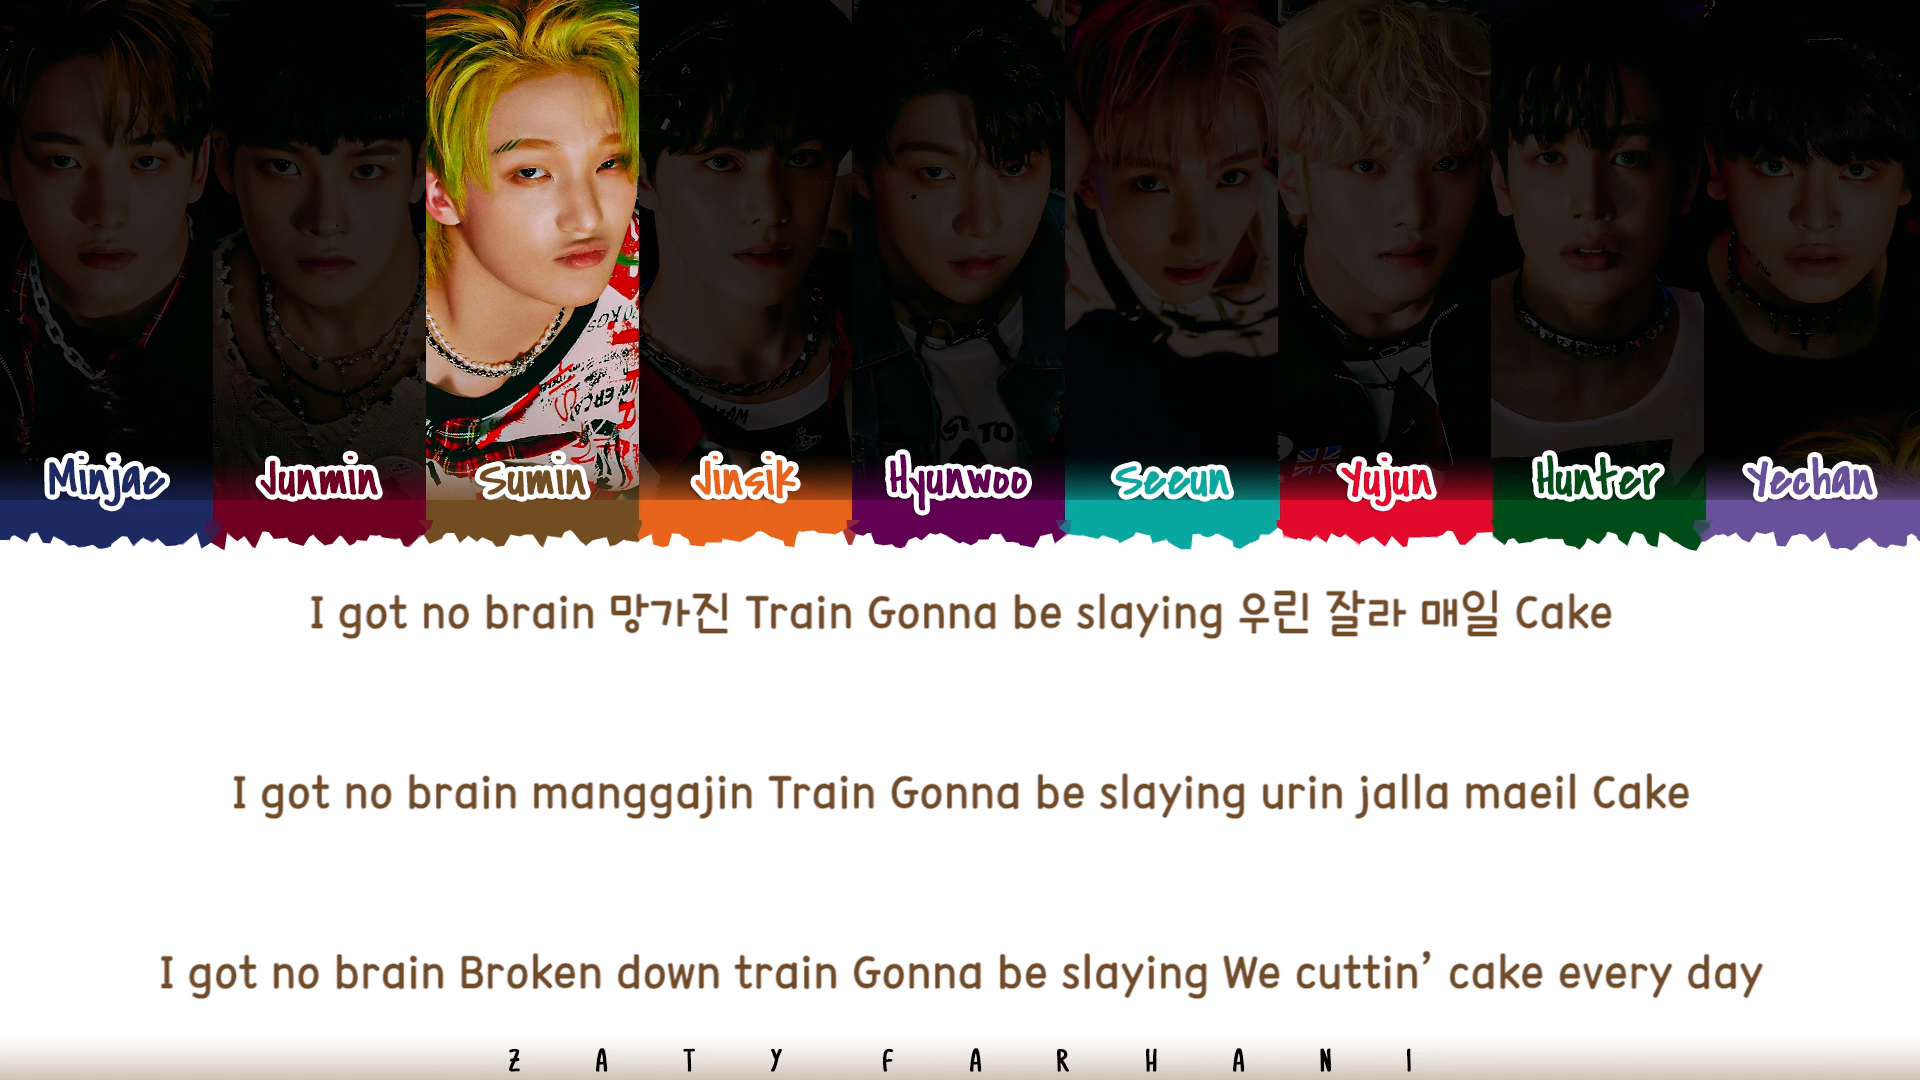 Minjae Junmin Sumin Jinsik Hyunwoo Seeun Yujun Hunter Yechan
I got no brain 망가진 Train Gonna be slaying 우린 잘라 매일 Cake
I got no brain manggajin Train Gonna be slaying urin jalla maeil Cake
I got no brain Broken down train Gonna be slaying We cuttin’ cake every day
ZATY FARHANI